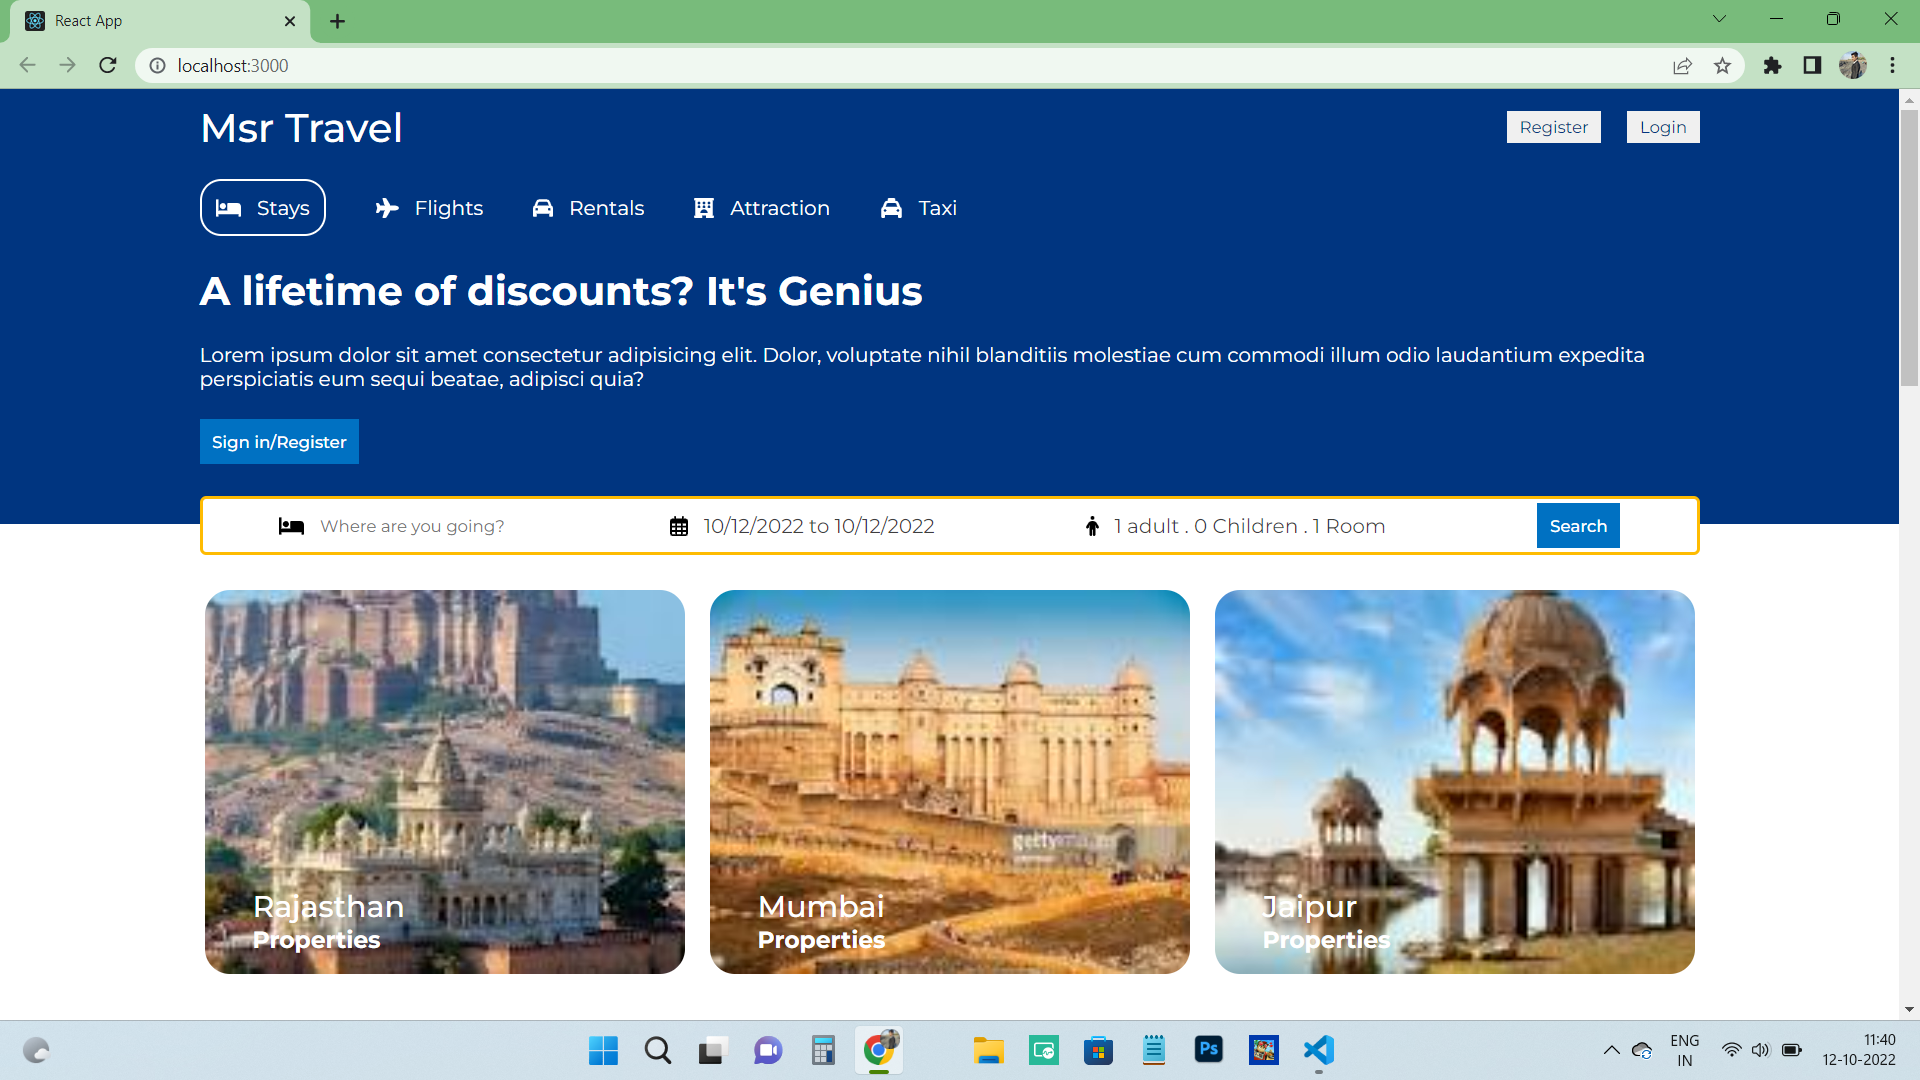 React App
localhost:3000
Msr Travel
Register
Login
Stays
Flights
Rentals
Attraction
Taxi
A lifetime of discounts? It's Genius
Lorem ipsum dolor sit amet consectetur adipisicing elit. Dolor, voluptate nihil blanditiis molestiae cum commodi illum odio laudantium expedita
perspiciatis eum sequi beatae, adipisci quia?
Sign in/Register
Where are you going?
10/12/2022 to 10/12/2022
1 adult . 0 Children . 1 Room
Search
Rajasthan
Properties
Mumbai
Properties
Jaipur
Properties
Ps
ENG
IN
11:40
12-10-2022